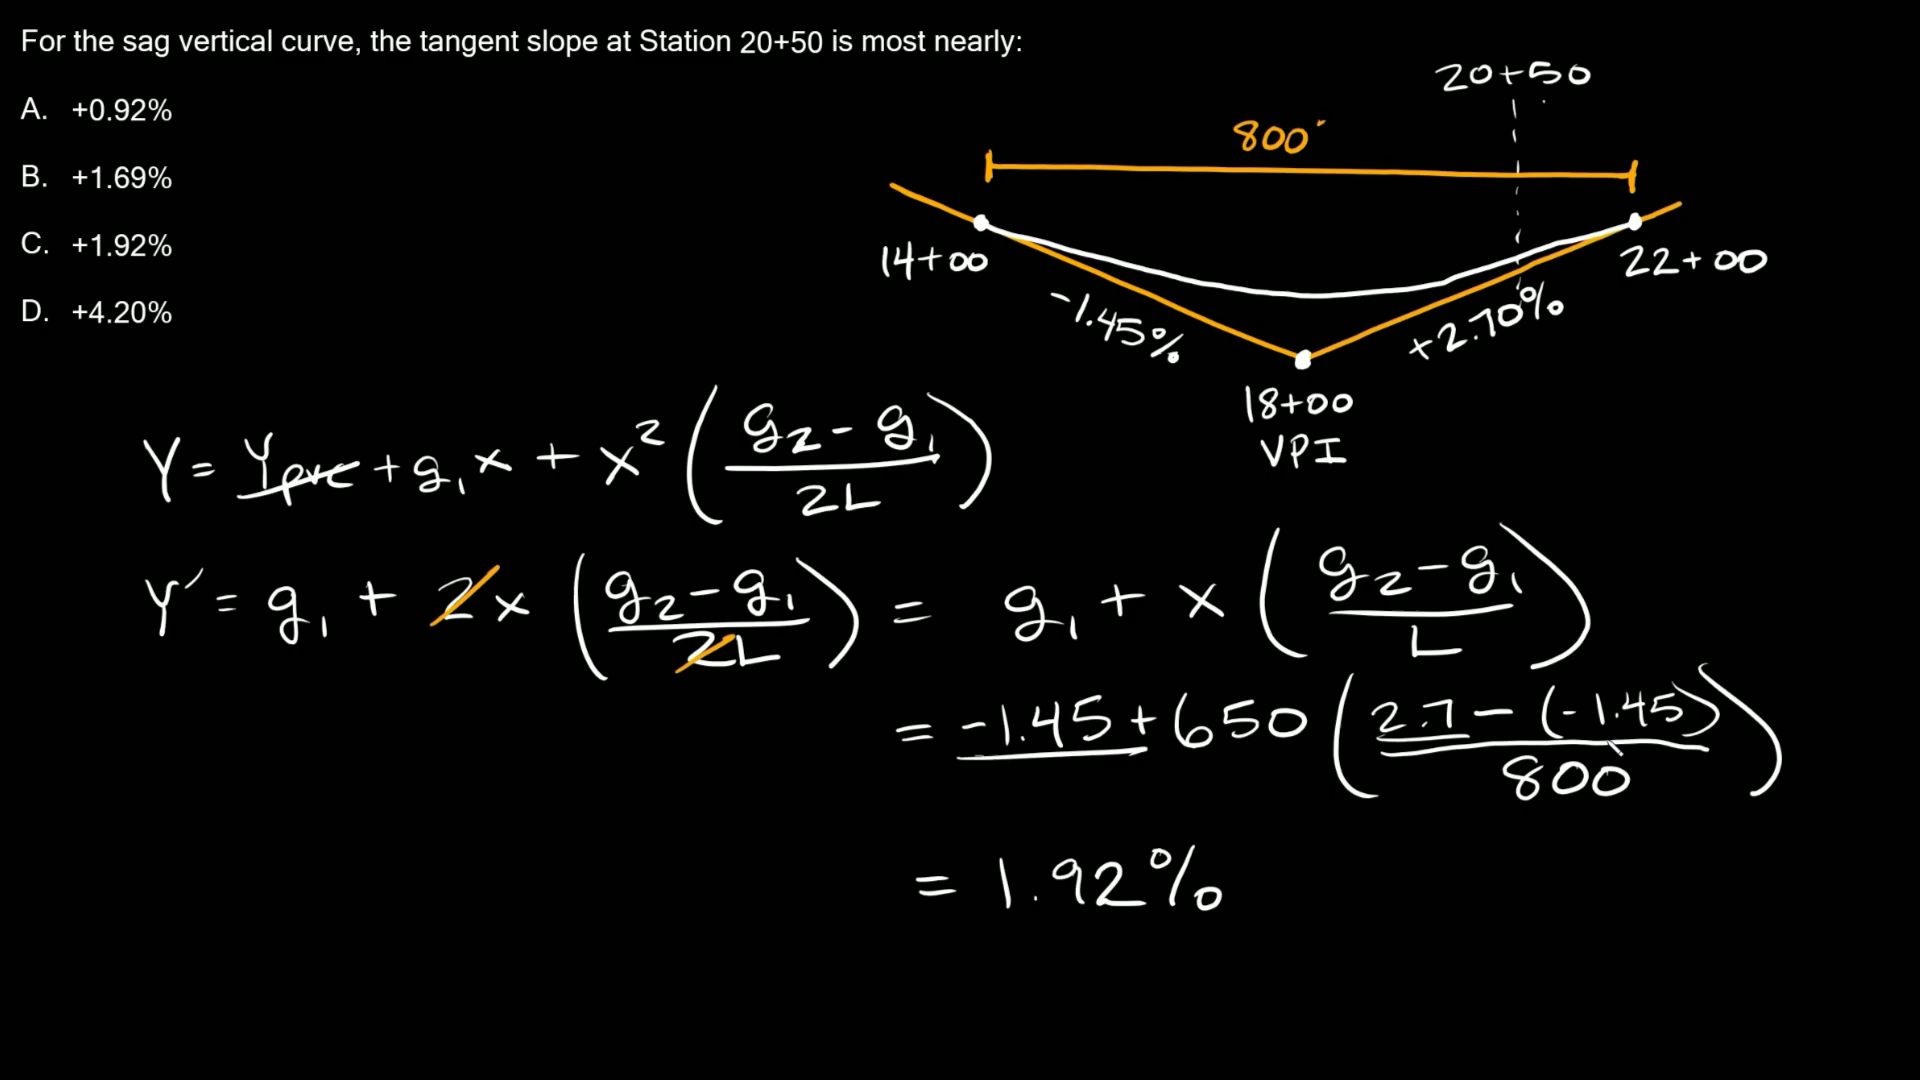 For the sag vertical curve, the tangent slope at Station 20+50 is most nearly:
A. +0.92%
B. +1.69%
C. +1.92%
D. +4.20%
20+50
800'
14+00
22+00
-1.45%
+2.70%
18+00
VPI
Y = Ypvc + g₁x + x² ( (g₂ - g₁) / 2L )
Y' = g₁ + 2x ( (g₂ - g₁) / 2L ) = g₁ + x ( (g₂ - g₁) / L )
= -1.45 + 650 ( (2.7 - (-1.45)) / 800 )
= 1.92%